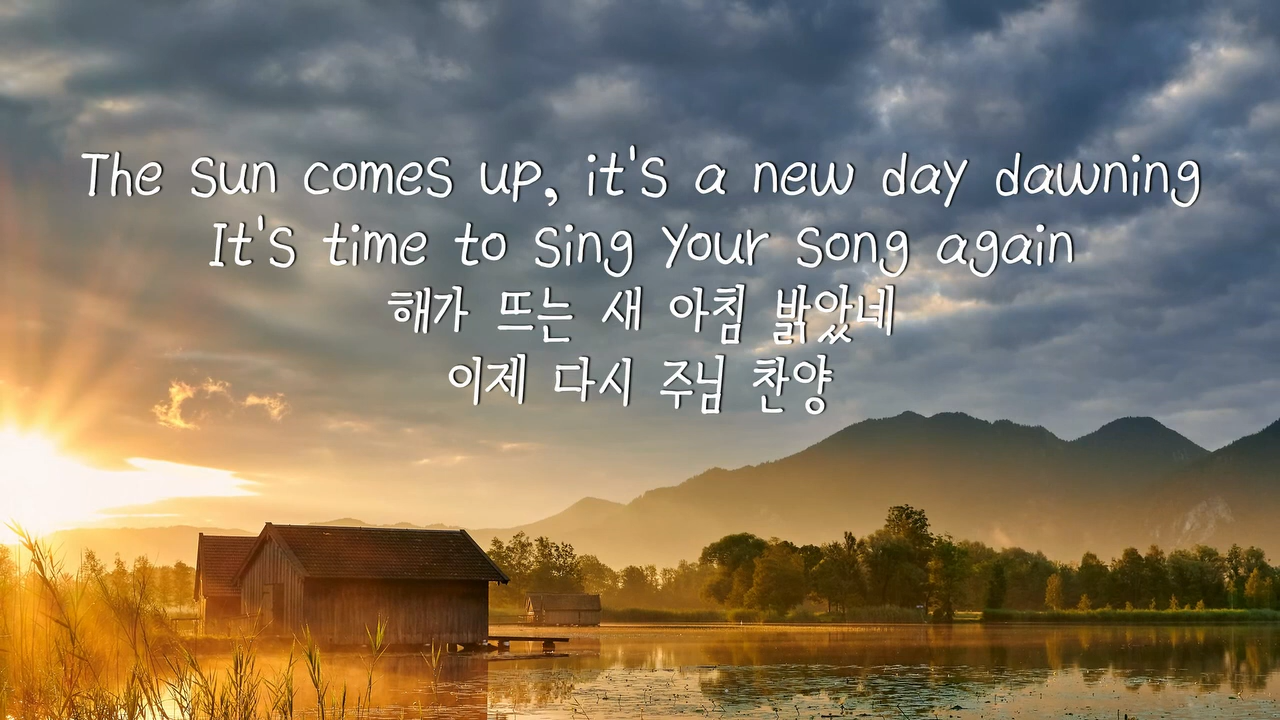 The sun comes up, it's a new day dawning
It's time to sing Your song again
해가 뜨는 새 아침 밝았네
이제 다시 주님 찬양